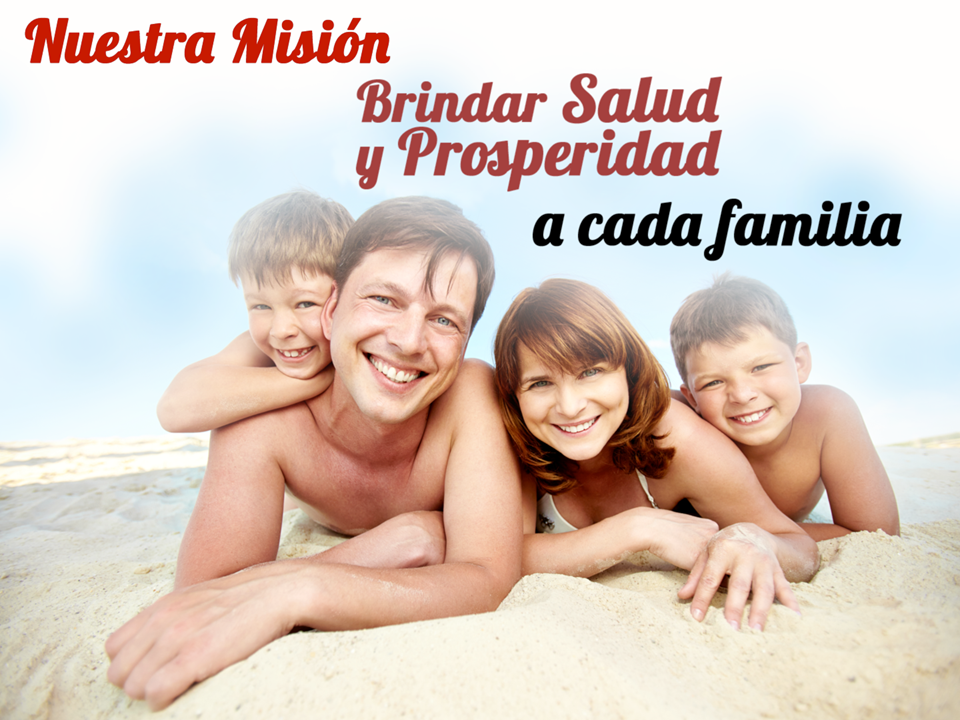 Nuestra Misión
Brindar Salud
y Prosperidad
a cada familia